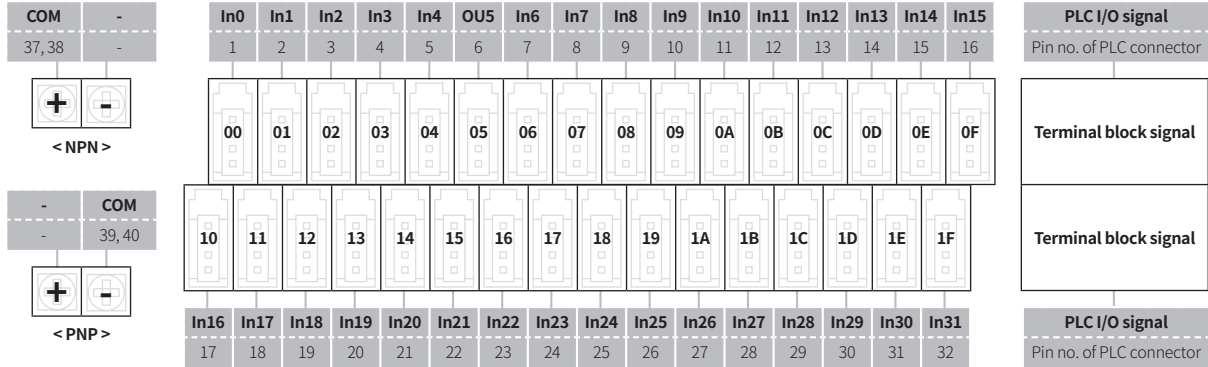 COM - In0 In1 In2 In3 In4 OU5 In6 In7 In8 In9 In10 In11 In12 In13 In14 In15 PLC I/O signal
37, 38 - 1 2 3 4 5 6 7 8 9 10 11 12 13 14 15 16 Pin no. of PLC connector
+ -
00 01 02 03 04 05 06 07 08 09 0A 0B 0C 0D 0E 0F Terminal block signal
< NPN >
- COM
- 39, 40 10 11 12 13 14 15 16 17 18 19 1A 1B 1C 1D 1E 1F Terminal block signal
+ -
In16 In17 In18 In19 In20 In21 In22 In23 In24 In25 In26 In27 In28 In29 In30 In31 PLC I/O signal
< PNP >
17 18 19 20 21 22 23 24 25 26 27 28 29 30 31 32 Pin no. of PLC connector